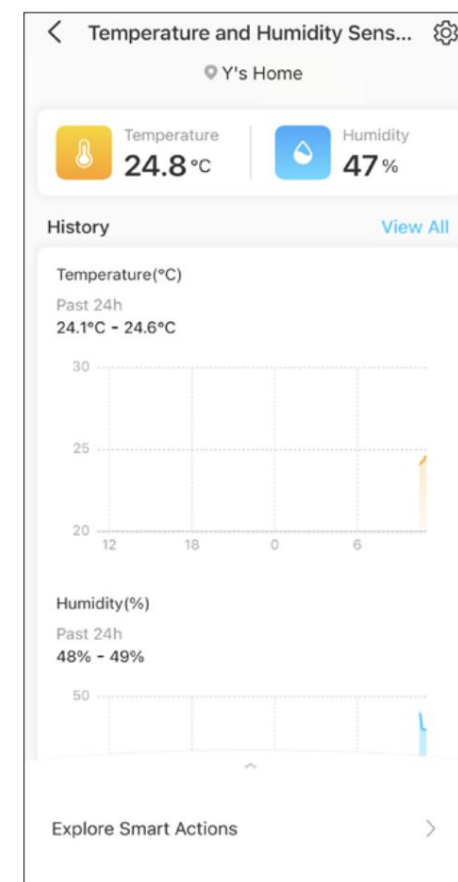 Temperature and Humidity Sens...
Y's Home
Temperature
24.8 °C
Humidity
47 %
History
View All
Temperature(°C)
Past 24h
24.1°C - 24.6°C
30
25
20
12 18 0 6
Humidity(%)
Past 24h
48% - 49%
50
Explore Smart Actions